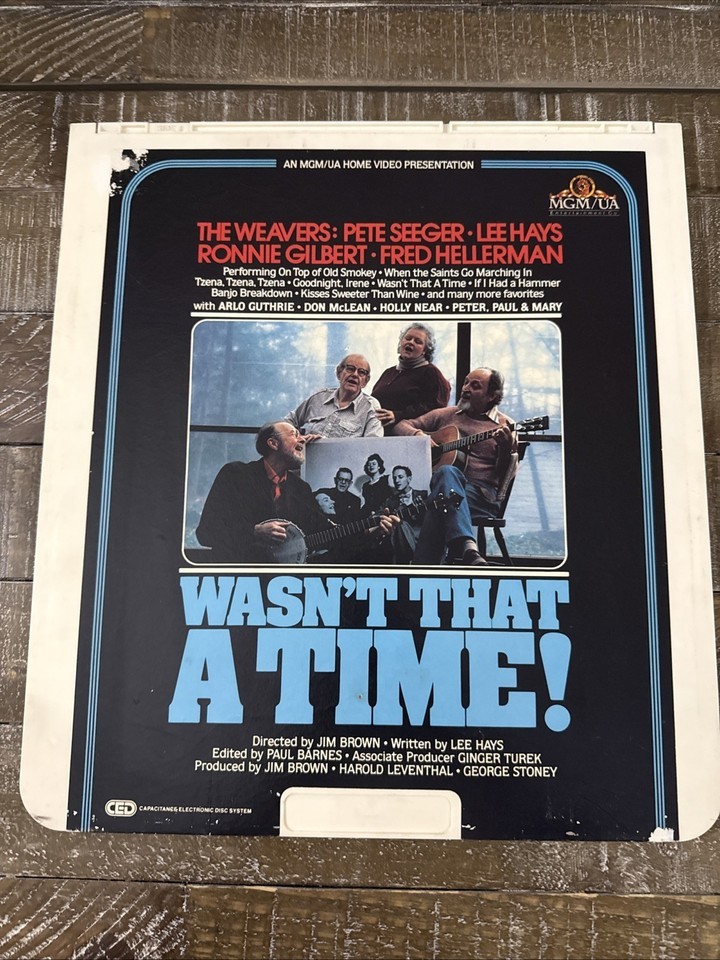 AN MGM/UA HOME VIDEO PRESENTATION
MGM/UA
Entertainment Co.
THE WEAVERS: PETE SEEGER • LEE HAYS
RONNIE GILBERT • FRED HELLERMAN
Performing On Top of Old Smokey • When the Saints Go Marching In
Tzena, Tzena, Tzena • Goodnight, Irene • Wasn't That A Time • If I Had a Hammer
Banjo Breakdown • Kisses Sweeter Than Wine • and many more favorites
with ARLO GUTHRIE • DON McLEAN • HOLLY NEAR • PETER, PAUL & MARY
WASN'T THAT
A TIME!
Directed by JIM BROWN • Written by LEE HAYS
Edited by PAUL BARNES • Associate Producer GINGER TUREK
Produced by JIM BROWN • HAROLD LEVENTHAL • GEORGE STONEY
CED CAPACITANCE ELECTRONIC DISC SYSTEM